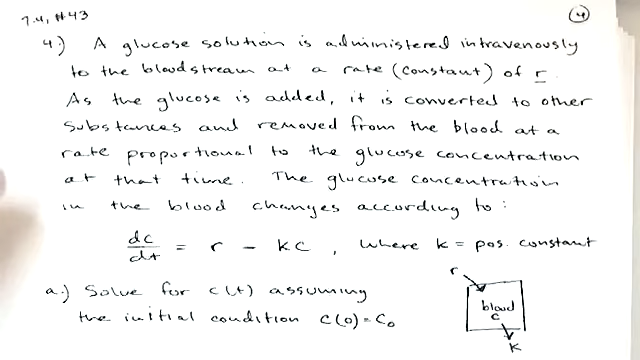 7.4, #43
4
4.) A glucose solution is administered intravenously
to the bloodstream at a rate (constant) of r.
As the glucose is added, it is converted to other
substances and removed from the blood at a
rate proportional to the glucose concentration
at that time. The glucose concentration
in the blood changes according to:
dc/dt = r - kc, where k = pos. constant
a.) Solve for c(t) assuming
the initial condition c(0) = c₀
r
blood
c
k